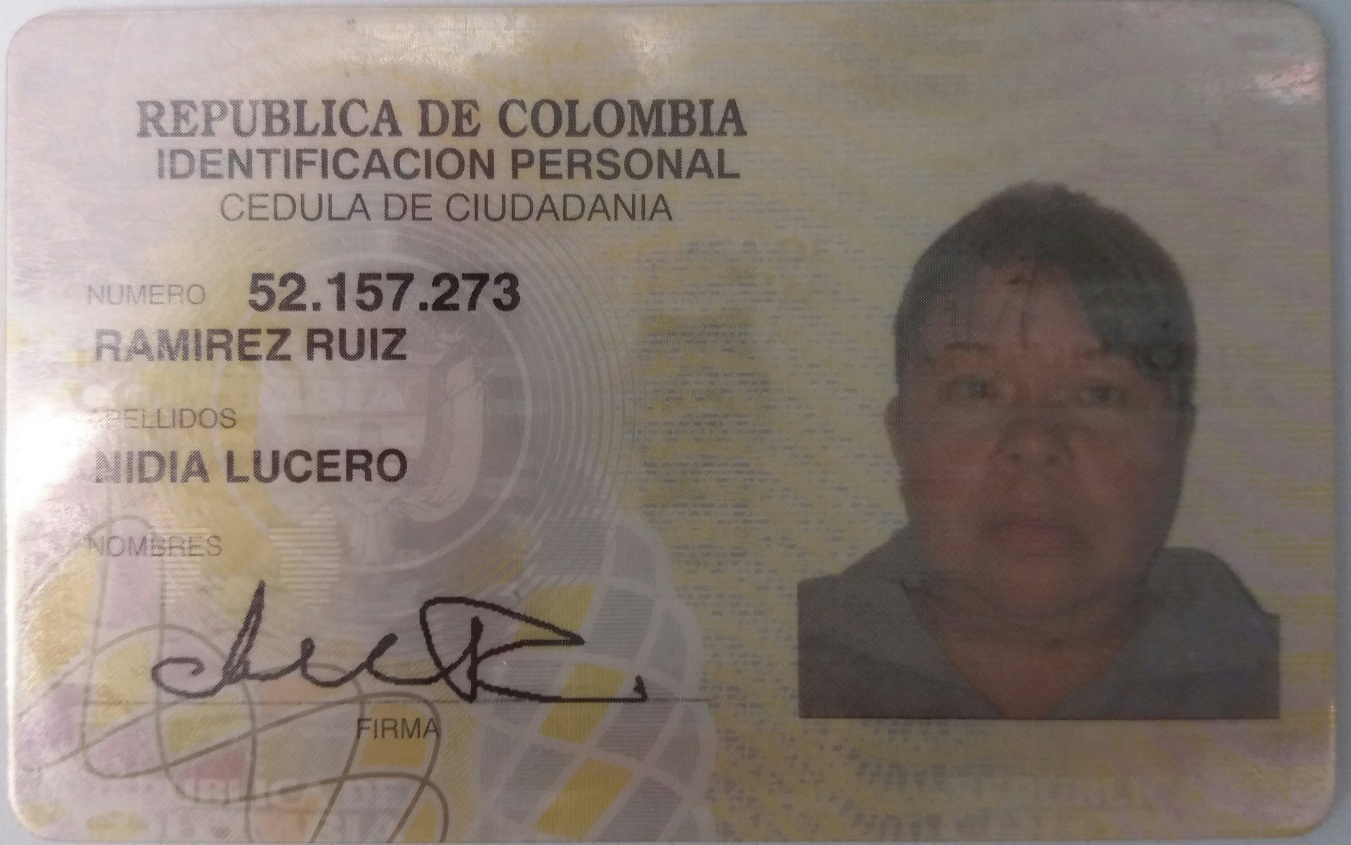 REPUBLICA DE COLOMBIA
IDENTIFICACION PERSONAL
CEDULA DE CIUDADANIA
NUMERO 52.157.273
RAMIREZ RUIZ
APELLIDOS
NIDIA LUCERO
NOMBRES
FIRMA